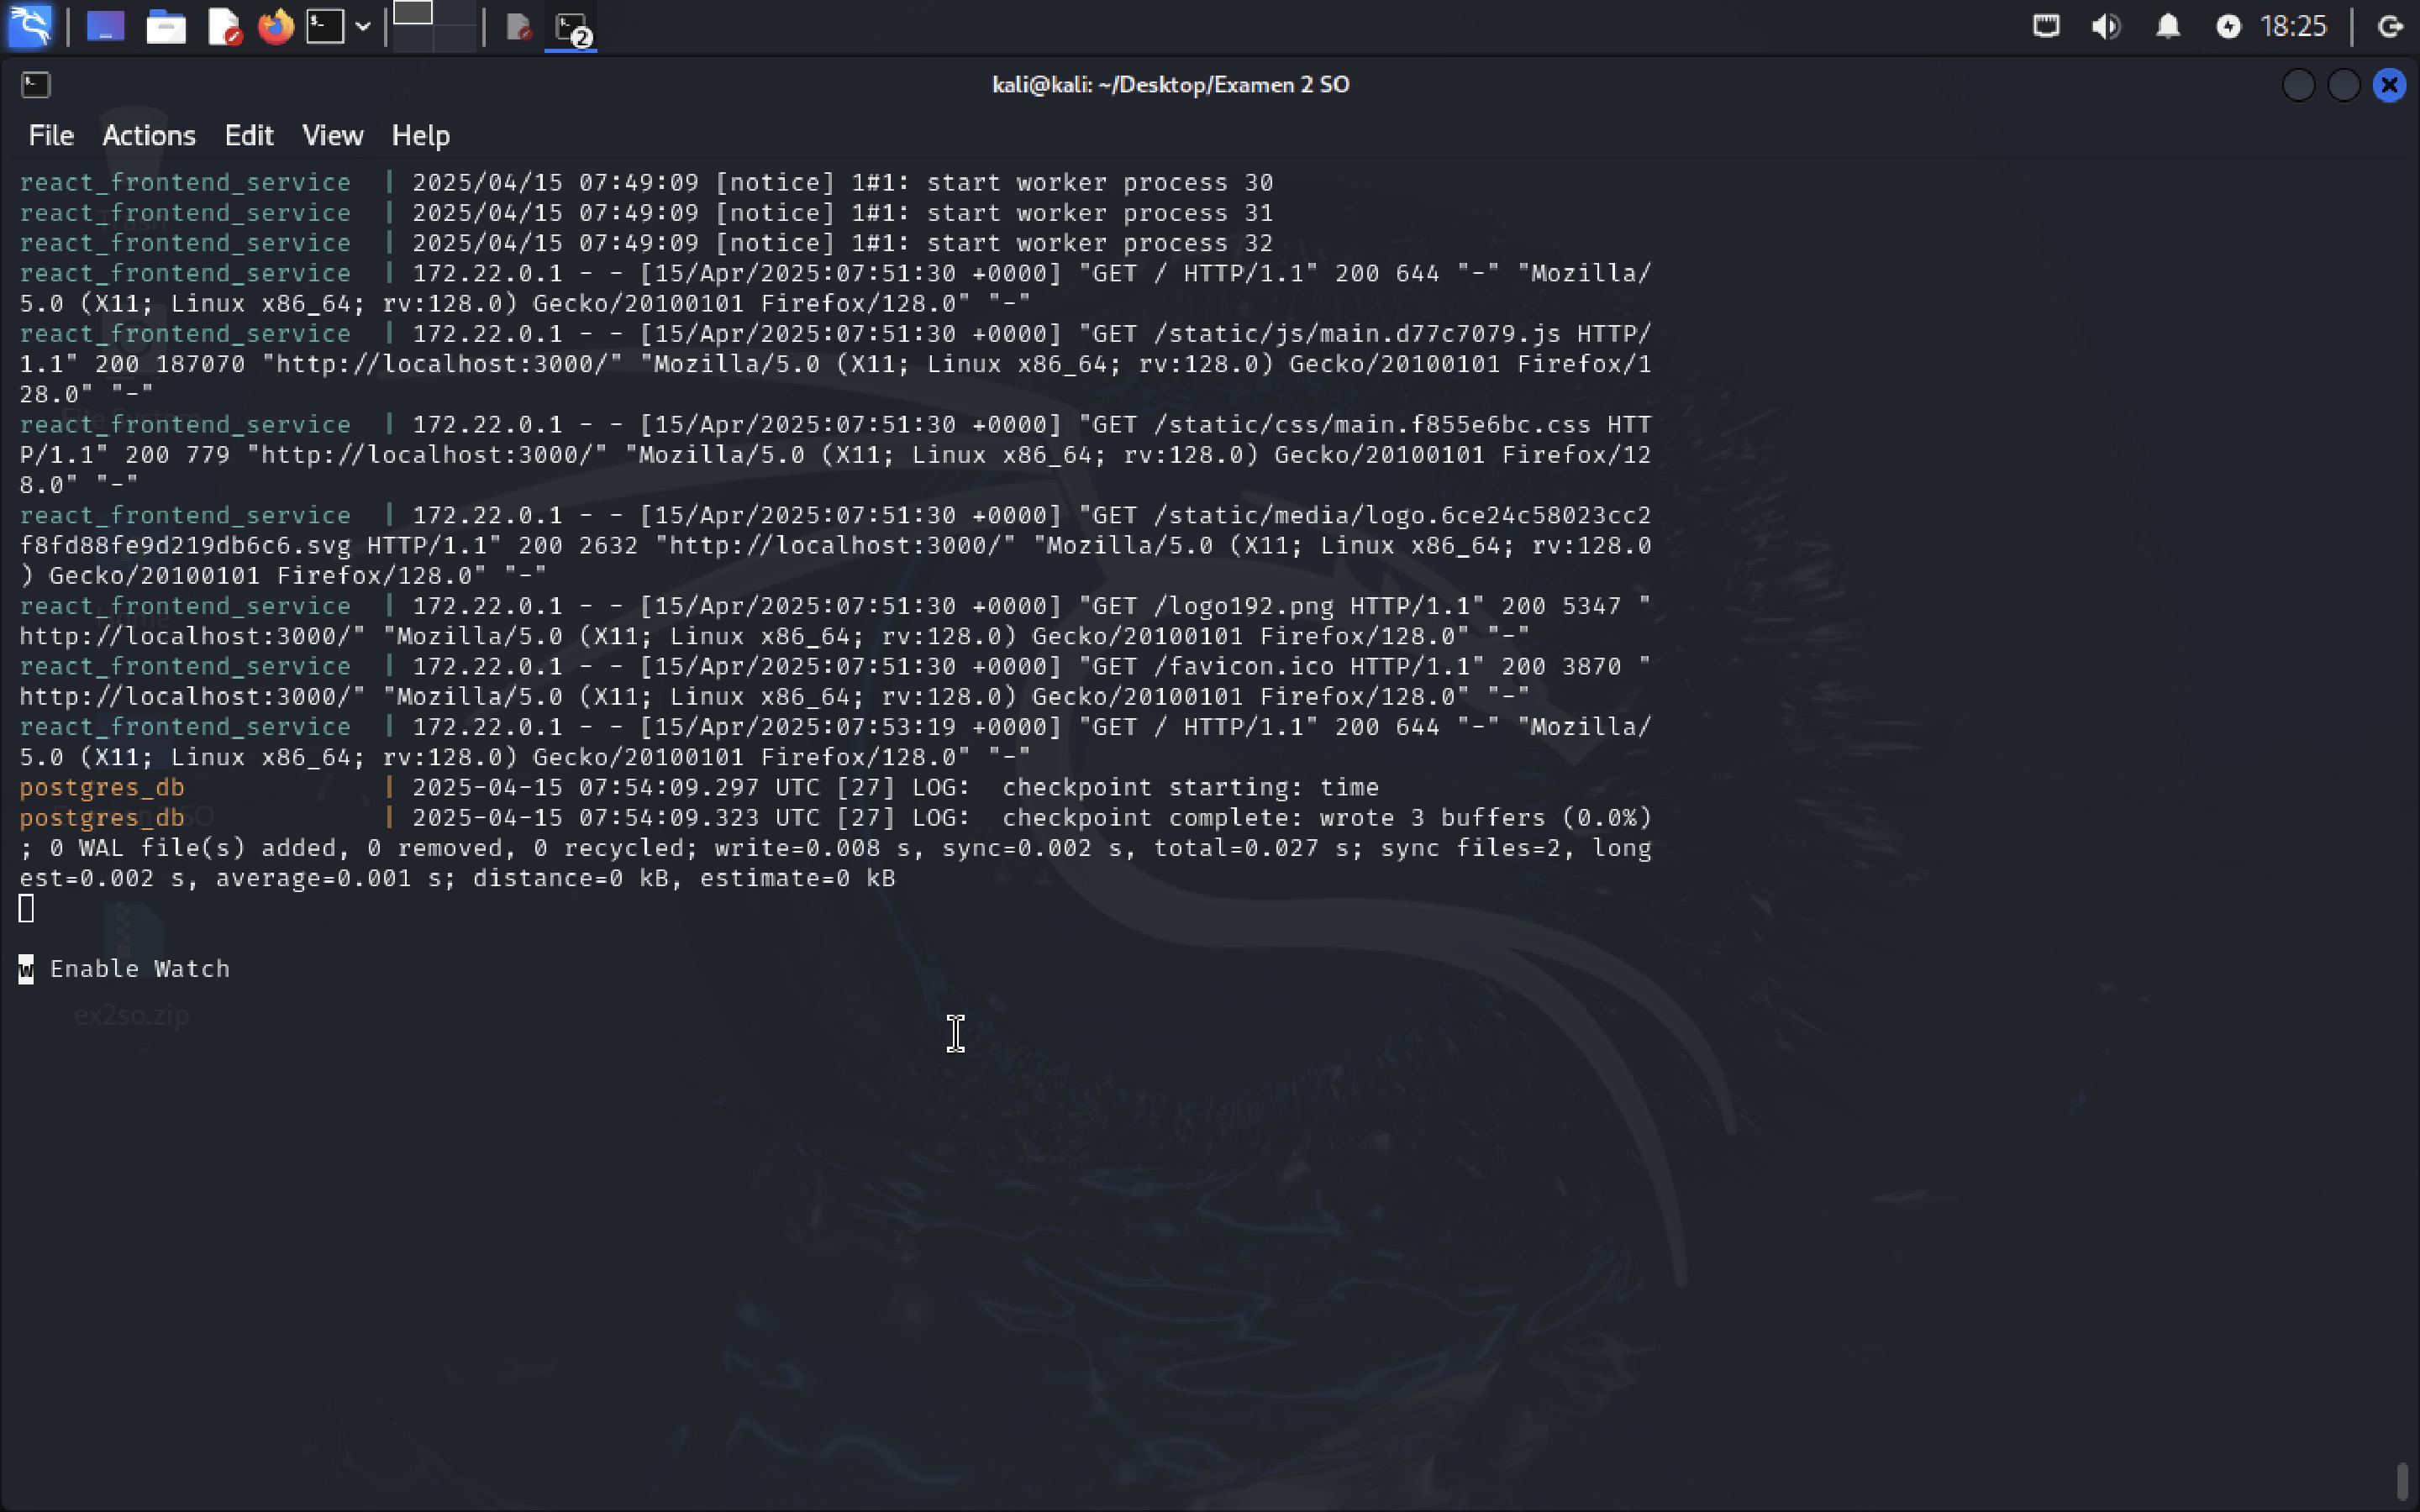 18:25
2
kali@kali: ~/Desktop/Examen 2 SO
File Actions Edit View Help
react_frontend_service | 2025/04/15 07:49:09 [notice] 1#1: start worker process 30
react_frontend_service | 2025/04/15 07:49:09 [notice] 1#1: start worker process 31
react_frontend_service | 2025/04/15 07:49:09 [notice] 1#1: start worker process 32
react_frontend_service | 172.22.0.1 - - [15/Apr/2025:07:51:30 +0000] "GET / HTTP/1.1" 200 644 "-" "Mozilla/
5.0 (X11; Linux x86_64; rv:128.0) Gecko/20100101 Firefox/128.0" "-"
react_frontend_service | 172.22.0.1 - - [15/Apr/2025:07:51:30 +0000] "GET /static/js/main.d77c7079.js HTTP/
1.1" 200 187070 "http://localhost:3000/" "Mozilla/5.0 (X11; Linux x86_64; rv:128.0) Gecko/20100101 Firefox/1
28.0" "-"
react_frontend_service | 172.22.0.1 - - [15/Apr/2025:07:51:30 +0000] "GET /static/css/main.f855e6bc.css HTT
P/1.1" 200 779 "http://localhost:3000/" "Mozilla/5.0 (X11; Linux x86_64; rv:128.0) Gecko/20100101 Firefox/12
8.0" "-"
react_frontend_service | 172.22.0.1 - - [15/Apr/2025:07:51:30 +0000] "GET /static/media/logo.6ce24c58023cc2
f8fd88fe9d219db6c6.svg HTTP/1.1" 200 2632 "http://localhost:3000/" "Mozilla/5.0 (X11; Linux x86_64; rv:128.0
) Gecko/20100101 Firefox/128.0" "-"
react_frontend_service | 172.22.0.1 - - [15/Apr/2025:07:51:30 +0000] "GET /logo192.png HTTP/1.1" 200 5347 "
http://localhost:3000/" "Mozilla/5.0 (X11; Linux x86_64; rv:128.0) Gecko/20100101 Firefox/128.0" "-"
react_frontend_service | 172.22.0.1 - - [15/Apr/2025:07:51:30 +0000] "GET /favicon.ico HTTP/1.1" 200 3870 "
http://localhost:3000/" "Mozilla/5.0 (X11; Linux x86_64; rv:128.0) Gecko/20100101 Firefox/128.0" "-"
react_frontend_service | 172.22.0.1 - - [15/Apr/2025:07:53:19 +0000] "GET / HTTP/1.1" 200 644 "-" "Mozilla/
5.0 (X11; Linux x86_64; rv:128.0) Gecko/20100101 Firefox/128.0" "-"
postgres_db | 2025-04-15 07:54:09.297 UTC [27] LOG:  checkpoint starting: time
postgres_db | 2025-04-15 07:54:09.323 UTC [27] LOG:  checkpoint complete: wrote 3 buffers (0.0%)
; 0 WAL file(s) added, 0 removed, 0 recycled; write=0.008 s, sync=0.002 s, total=0.027 s; sync files=2, long
est=0.002 s, average=0.001 s; distance=0 kB, estimate=0 kB
w Enable Watch
ex2so.zip